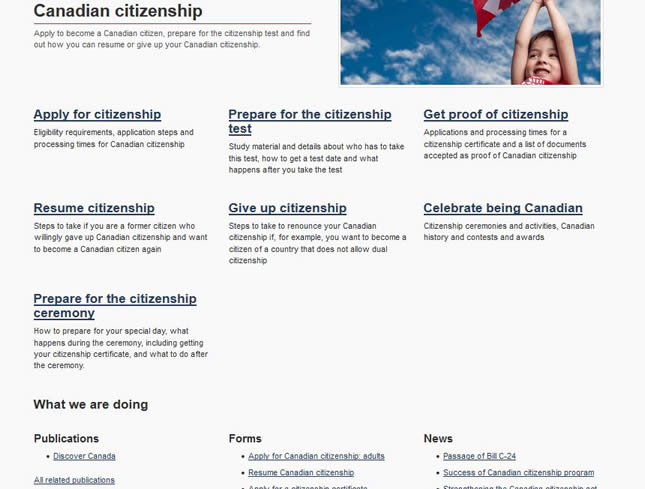 Canadian citizenship
Apply to become a Canadian citizen, prepare for the citizenship test and find
out how you can resume or give up your Canadian citizenship.
Apply for citizenship
Eligibility requirements, application steps and
processing times for Canadian citizenship
Prepare for the citizenship
test
Study material and details about who has to take
this test, how to get a test date and what
happens after you take the test
Get proof of citizenship
Applications and processing times for a
citizenship certificate and a list of documents
accepted as proof of Canadian citizenship
Resume citizenship
Steps to take if you are a former citizen who
willingly gave up Canadian citizenship and want
to become a Canadian citizen again
Give up citizenship
Steps to take to renounce your Canadian
citizenship if, for example, you want to become a
citizen of a country that does not allow dual
citizenship
Celebrate being Canadian
Citizenship ceremonies and activities, Canadian
history and contests and awards
Prepare for the citizenship
ceremony
How to prepare for your special day, what
happens during the ceremony, including getting
your citizenship certificate, and what to do after
the ceremony.
What we are doing
Publications
Discover Canada
All related publications
Forms
Apply for Canadian citizenship: adults
Resume Canadian citizenship
Apply for a citizenship certificate
News
Passage of Bill C-24
Success of Canadian citizenship program
Strengthening the Canadian citizenship act